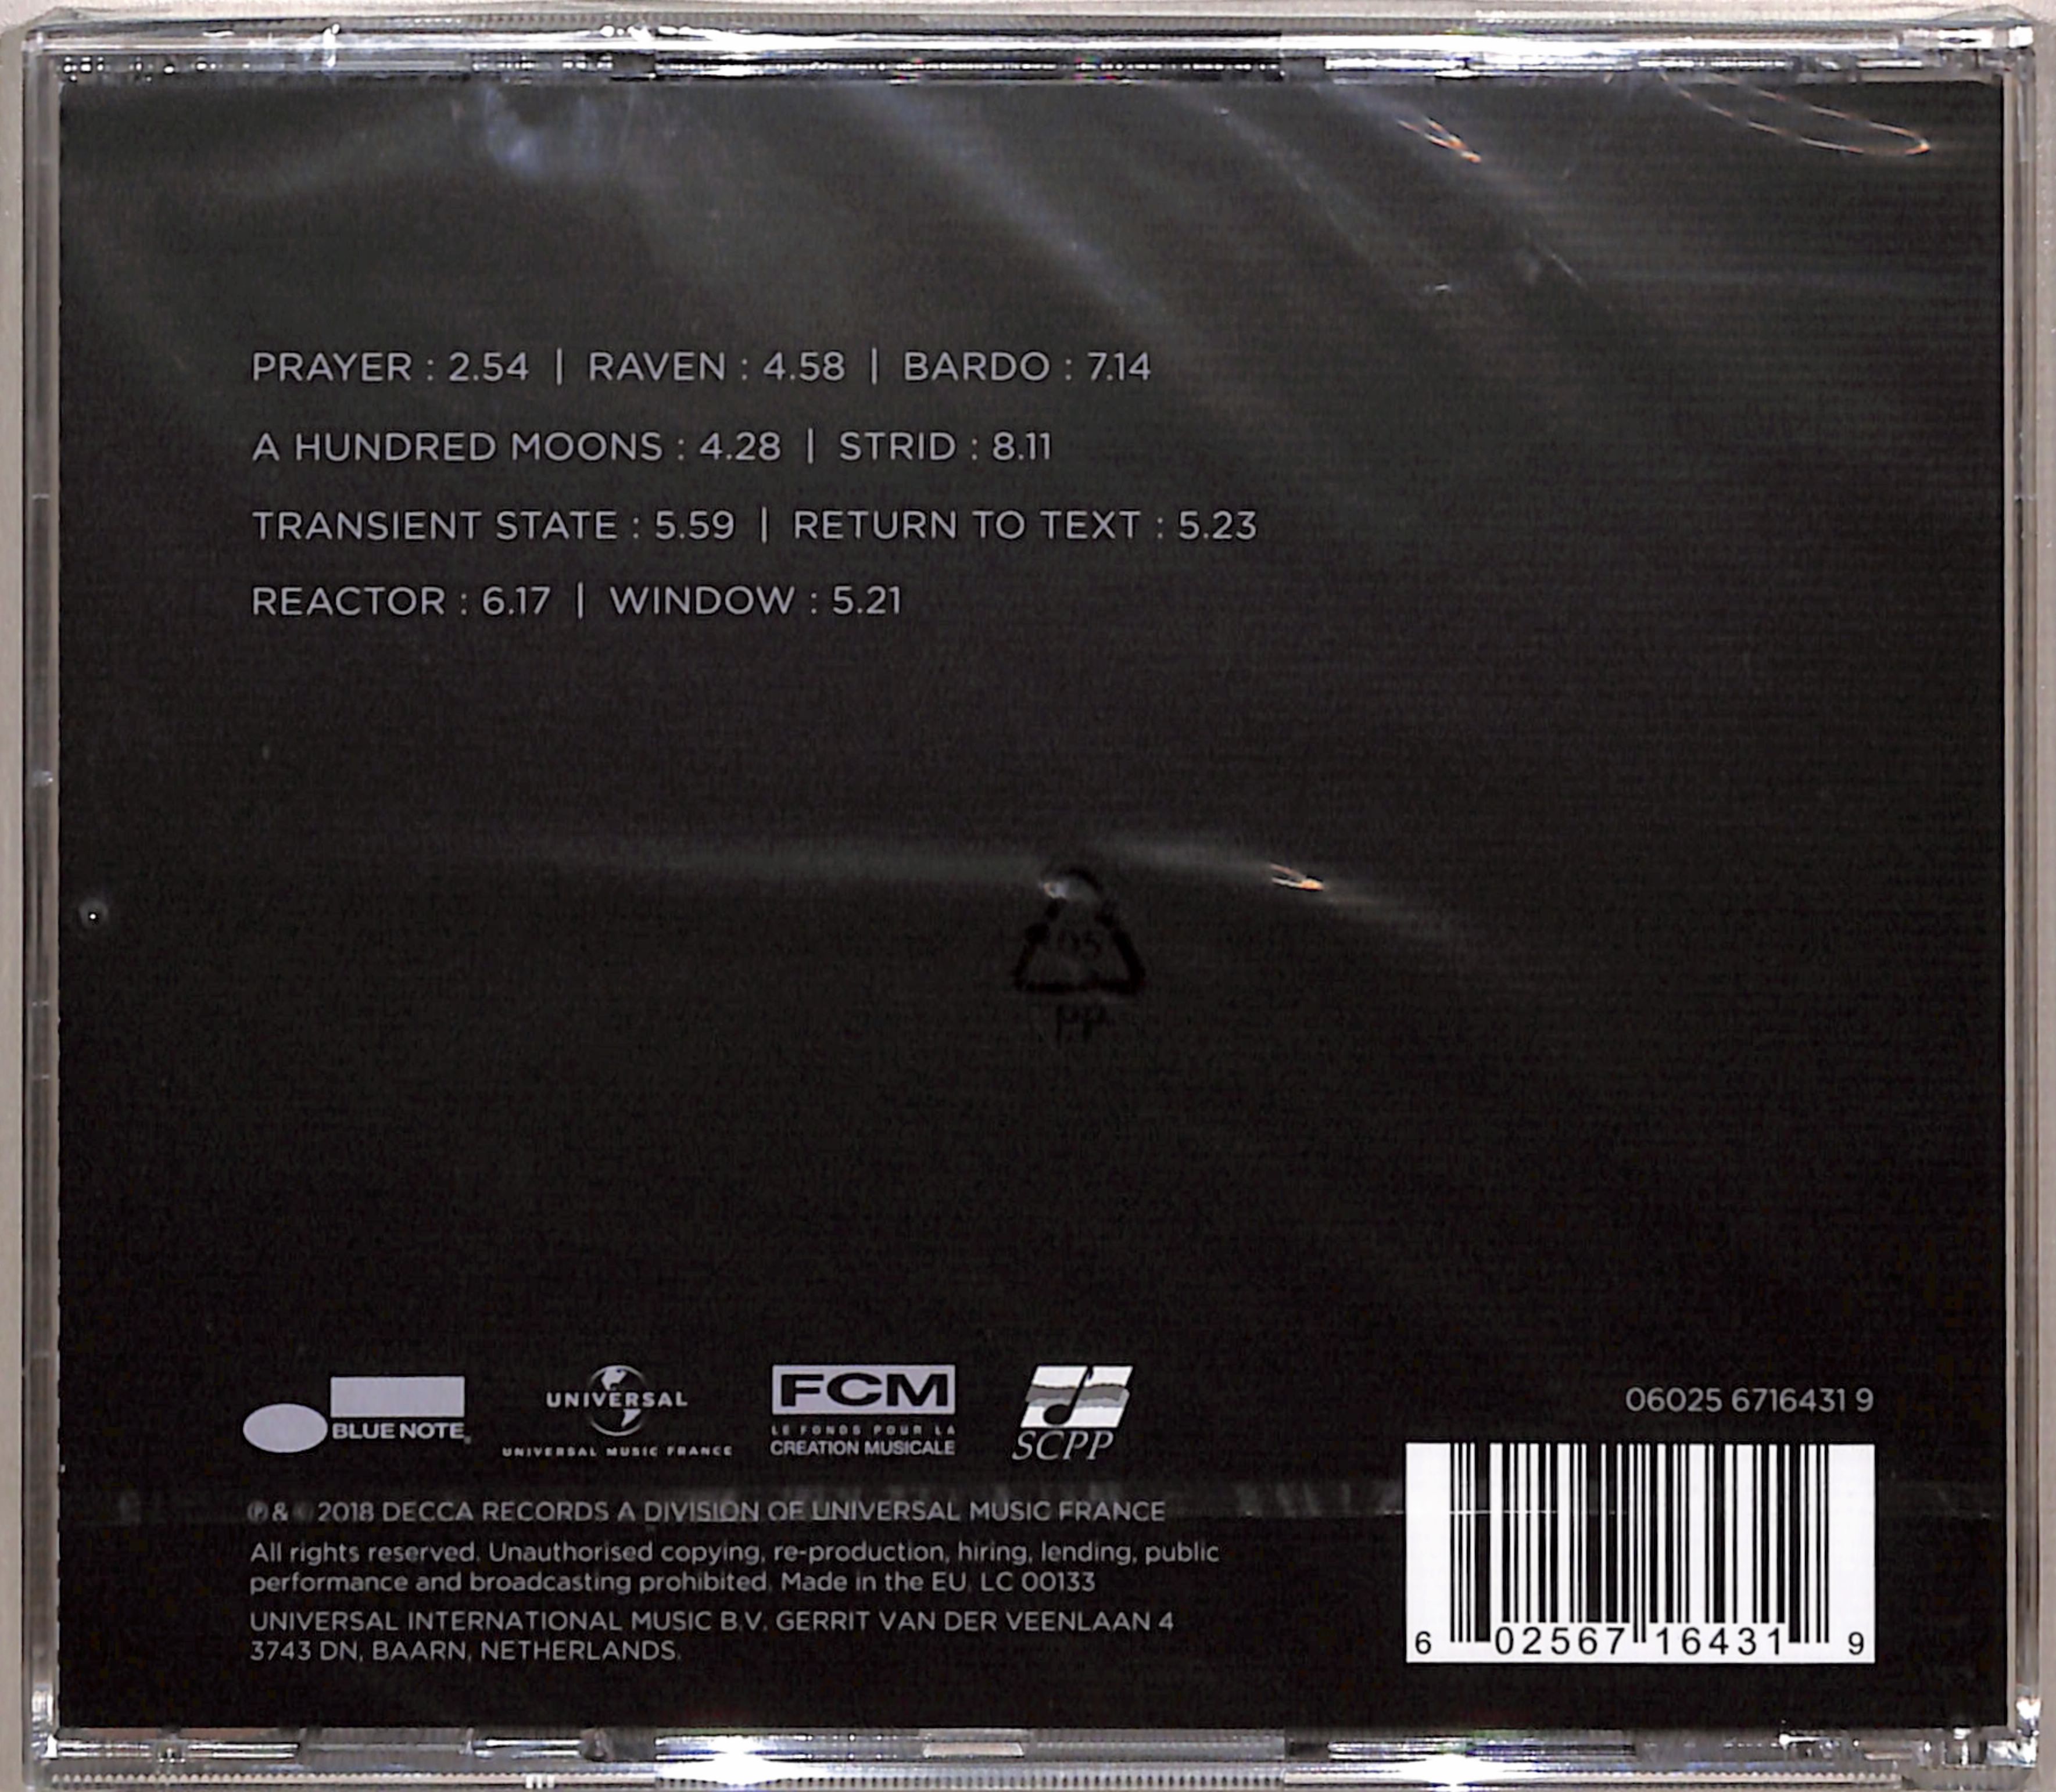 PRAYER : 2.54 | RAVEN : 4.58 | BARDO : 7.14
A HUNDRED MOONS : 4.28 | STRID : 8.11
TRANSIENT STATE : 5.59 | RETURN TO TEXT : 5.23
REACTOR : 6.17 | WINDOW : 5.21
05
PP
BLUE NOTE
UNIVERSAL
UNIVERSAL MUSIC FRANCE
FCM
LE FONDS POUR LA
CREATION MUSICALE
SCPP
06025 6716431 9
6 02567 16431 9
℗ & © 2018 DECCA RECORDS A DIVISION OF UNIVERSAL MUSIC FRANCE
All rights reserved. Unauthorised copying, re-production, hiring, lending, public
performance and broadcasting prohibited. Made in the EU. LC 00133
UNIVERSAL INTERNATIONAL MUSIC B.V. GERRIT VAN DER VEENLAAN 4
3743 DN, BAARN, NETHERLANDS.